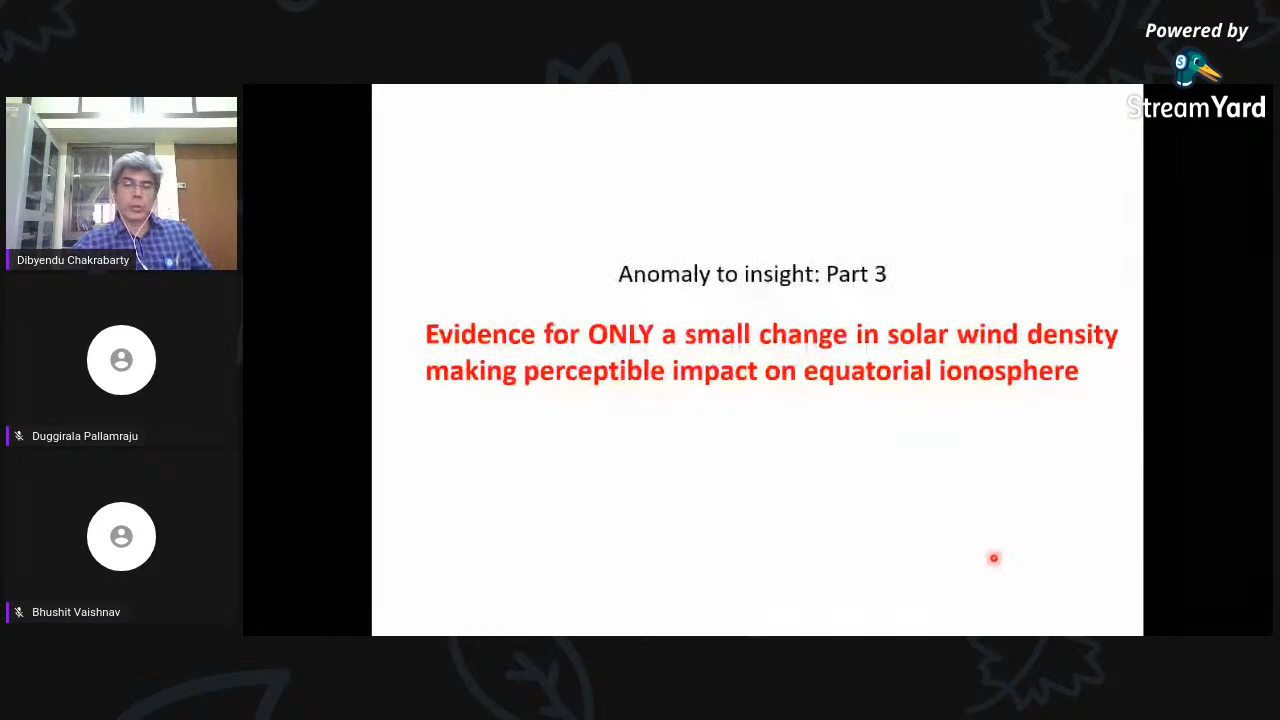 Powered by
StreamYard
Dibyendu Chakrabarty
Duggirala Pallamraju
Bhushit Vaishnav
Anomaly to insight: Part 3
Evidence for ONLY a small change in solar wind density
making perceptible impact on equatorial ionosphere